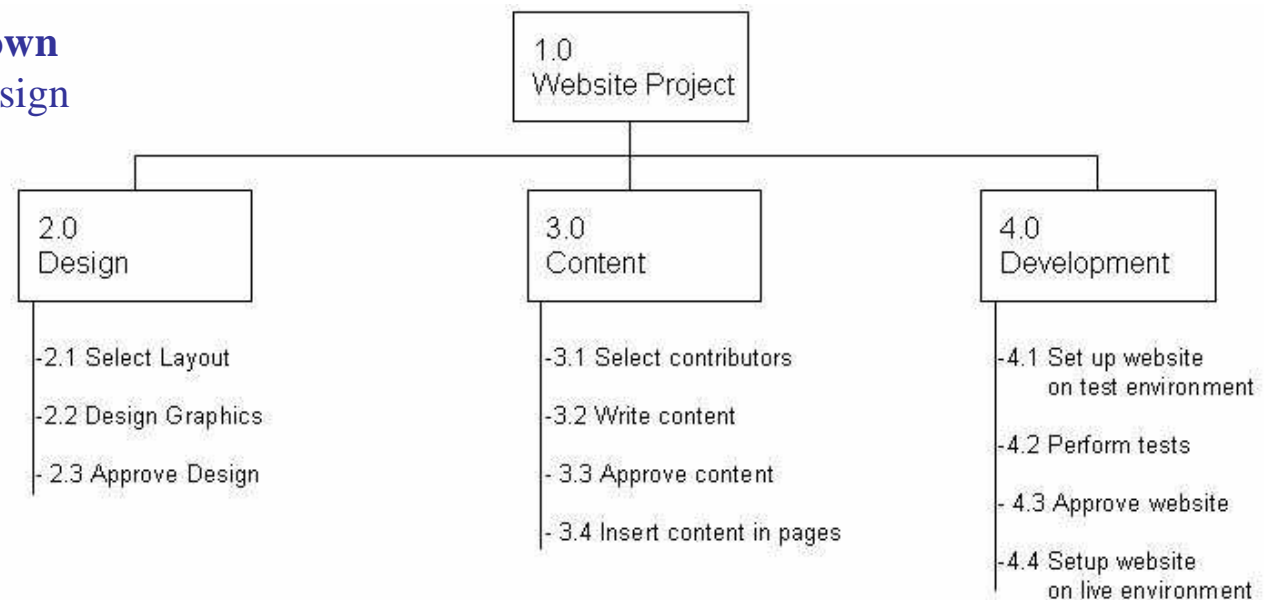 own
sign
1.0
Website Project
2.0
Design
3.0
Content
4.0
Development
-2.1 Select Layout
-2.2 Design Graphics
- 2.3 Approve Design
-3.1 Select contributors
-3.2 Write content
- 3.3 Approve content
- 3.4 Insert content in pages
-4.1 Set up website
on test environment
-4.2 Perform tests
- 4.3 Approve website
-4.4 Setup website
on live environment